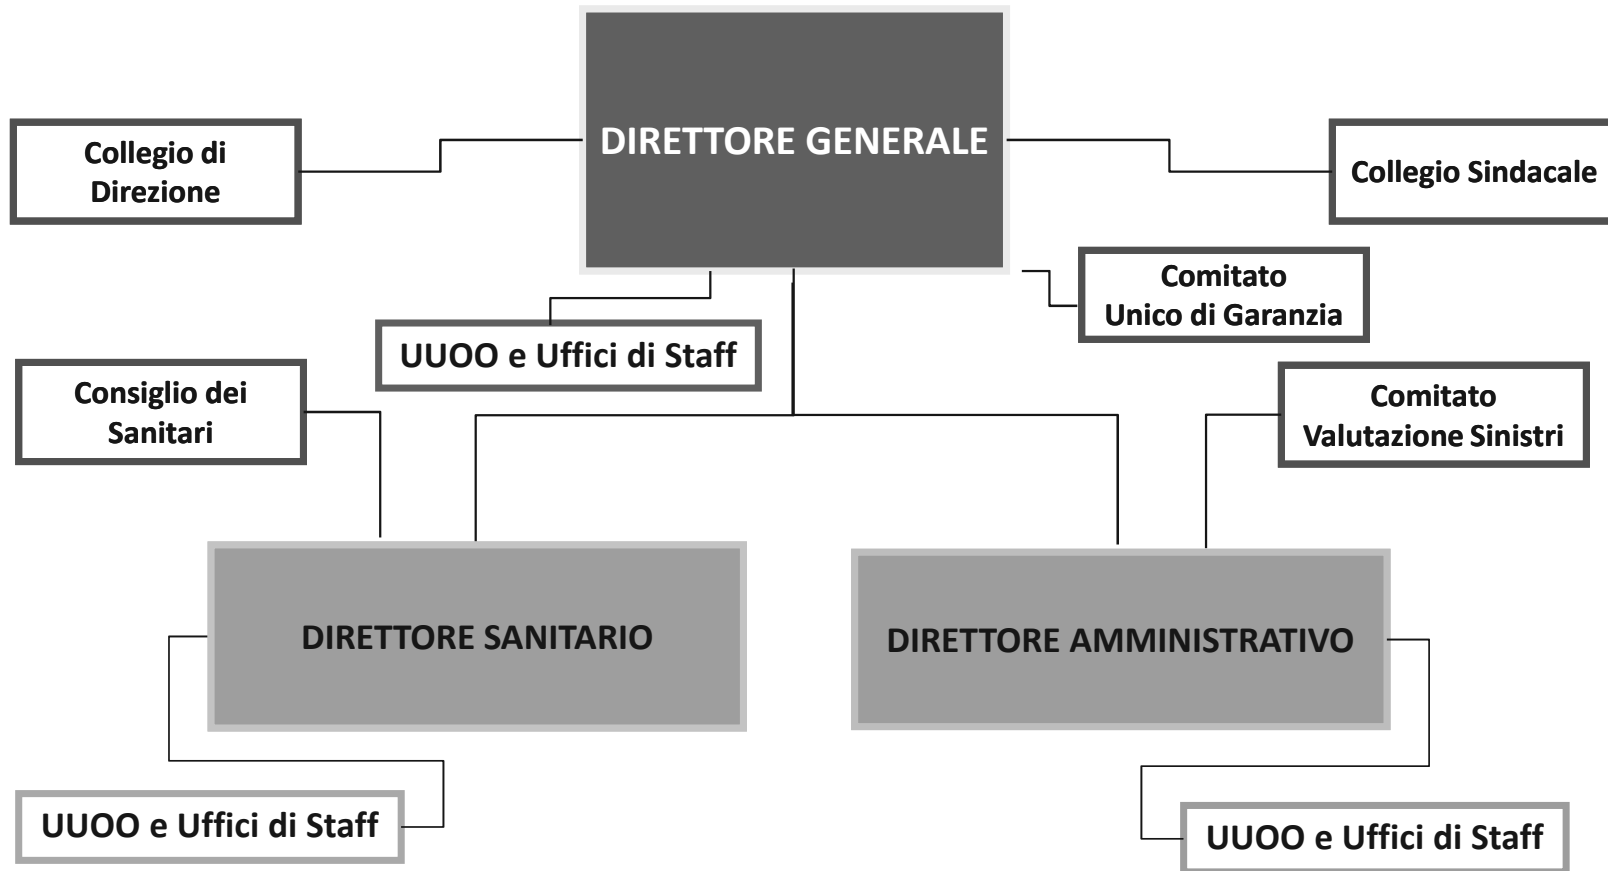 DIRETTORE GENERALE
Collegio di
Direzione
Collegio Sindacale
Comitato
Unico di Garanzia
UUOO e Uffici di Staff
Consiglio dei
Sanitari
Comitato
Valutazione Sinistri
DIRETTORE SANITARIO
DIRETTORE AMMINISTRATIVO
UUOO e Uffici di Staff
UUOO e Uffici di Staff